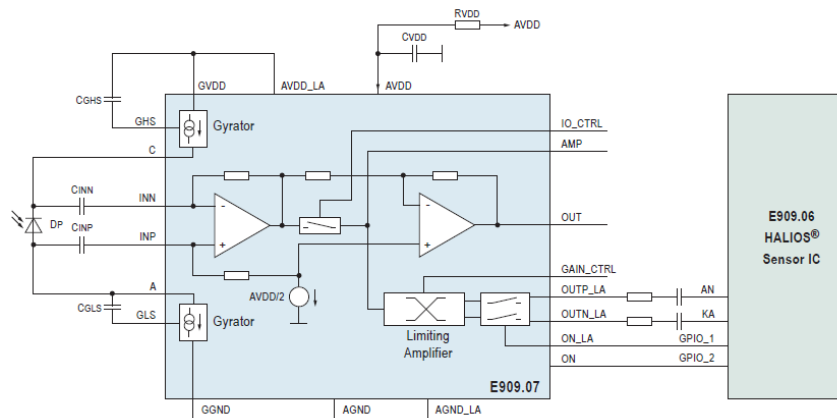 RVDD
AVDD
CVDD
GVDD
AVDD_LA
AVDD
CGHS
GHS
Gyrator
IO_CTRL
C
AMP
CINN
INN
-
-
DP
OUT
E909.06
HALIOS®
Sensor IC
CINP
INP
+
+
GAIN_CTRL
A
AVDD/2
OUTP_LA
AN
CGLS
GLS
OUTN_LA
KA
Gyrator
Limiting
Amplifier
ON_LA
GPIO_1
ON
GPIO_2
E909.07
GGND
AGND
AGND_LA